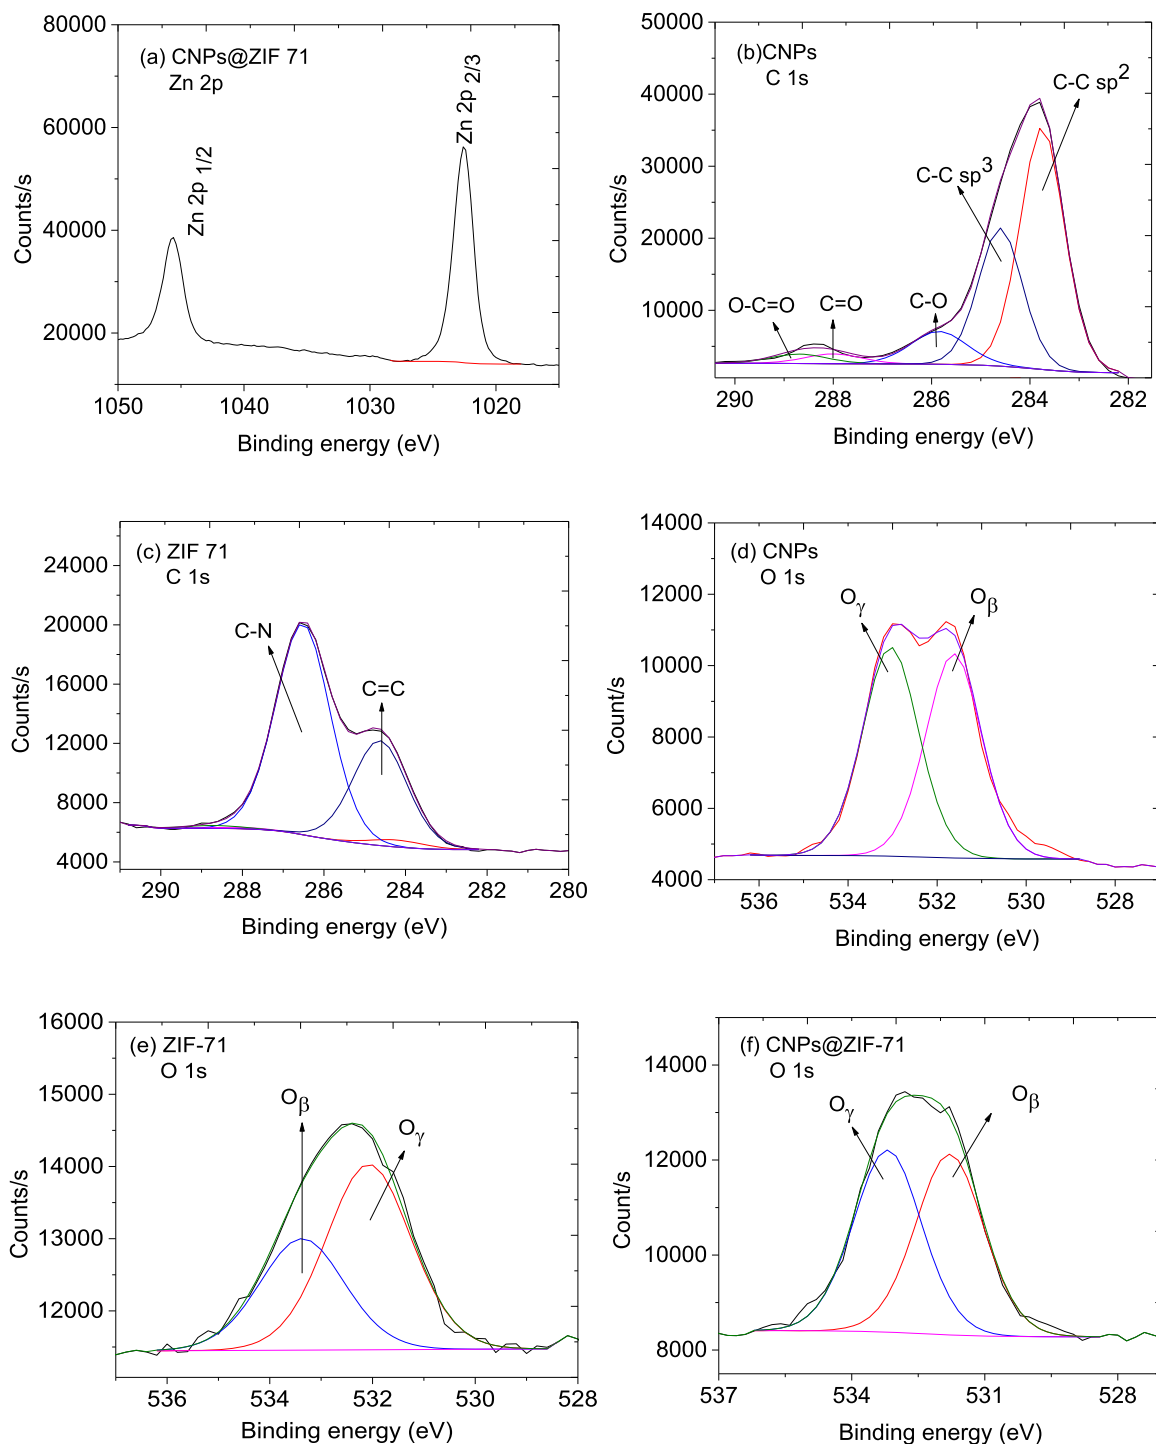 (a) CNPs@ZIF 71
Zn 2p
Zn 2p 1/2
Zn 2p 2/3
80000
60000
40000
20000
Counts/s
1050
1040
1030
1020
Binding energy (eV)
(b)CNPs
C 1s
C-C sp2
C-C sp3
O-C=O
C=O
C-O
50000
40000
30000
20000
10000
Counts/s
290
288
286
284
282
Binding energy (eV)
(c) ZIF 71
C 1s
C-N
C=C
24000
20000
16000
12000
8000
4000
Counts/s
290
288
286
284
282
280
Binding energy (eV)
(d) CNPs
O 1s
Oγ
Oβ
14000
12000
10000
8000
6000
4000
Count/s
536
534
532
530
528
Binding energy (eV)
(e) ZIF-71
O 1s
Oβ
Oγ
16000
15000
14000
13000
12000
Counts/s
536
534
532
530
528
Binding energy (eV)
(f) CNPs@ZIF-71
O 1s
Oγ
Oβ
14000
12000
10000
8000
Count/s
537
534
531
528
Binding energy (eV)